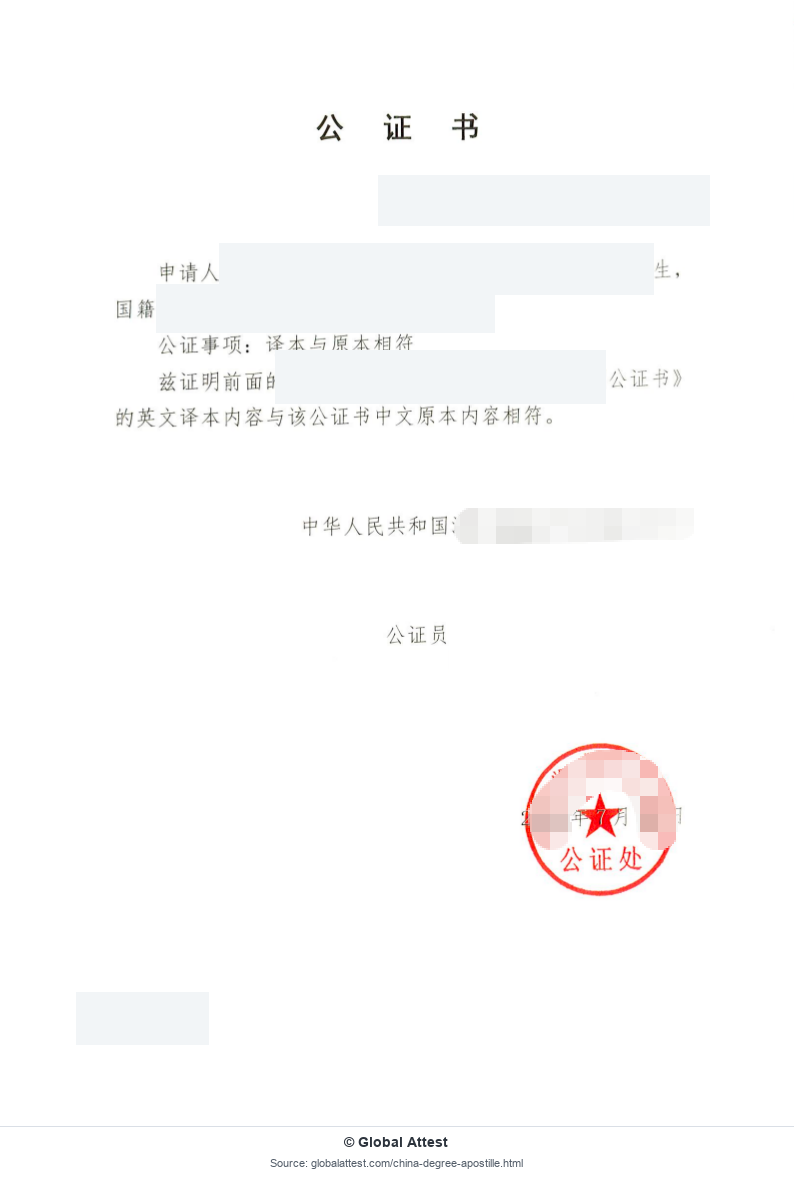 公 证 书
申请人 生，
国籍
公证事项：译本与原本相符
兹证明前面的 公证书》
的英文译本内容与该公证书中文原本内容相符。
中华人民共和国
公证员
2 年7月 日
公证处
© Global Attest
Source: globalattest.com/china-degree-apostille.html